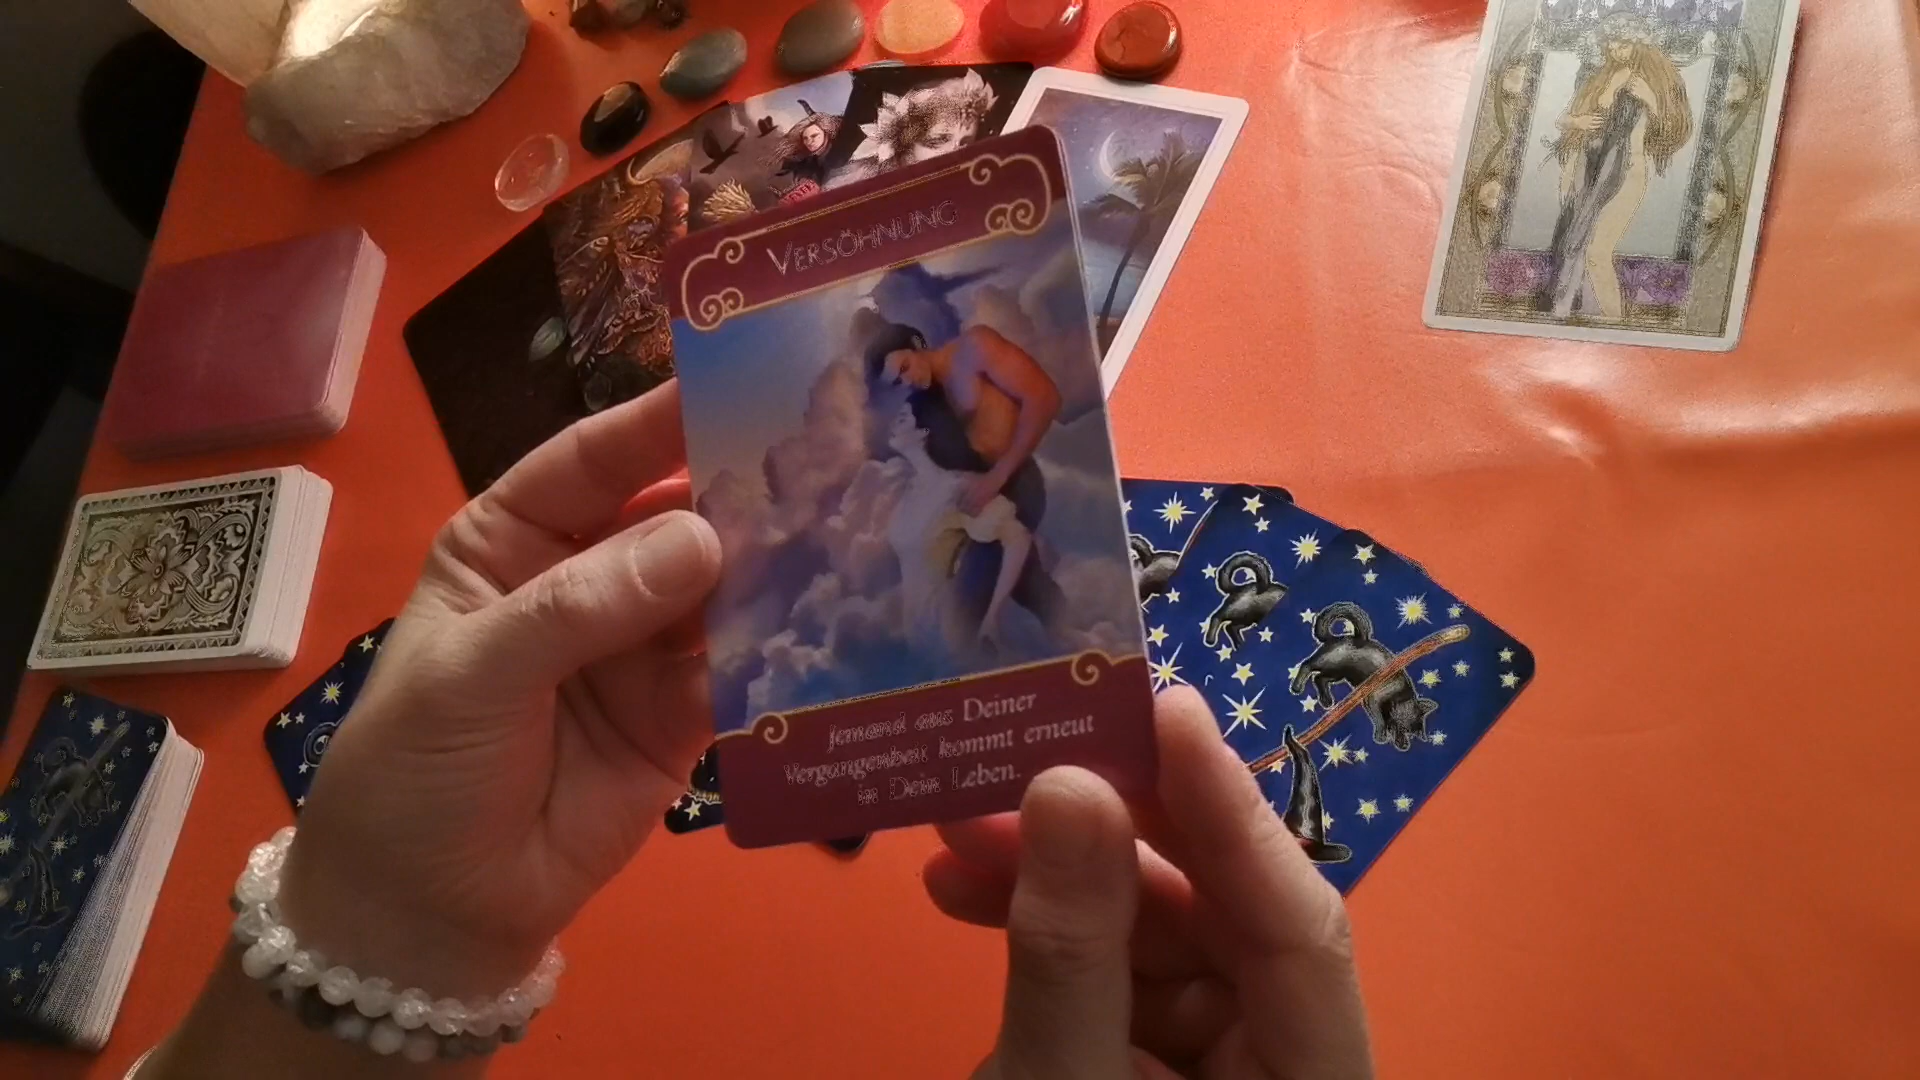 VERSÖHNUNG
Jemand aus Deiner
Vergangenheit kommt erneut
in Dein Leben.